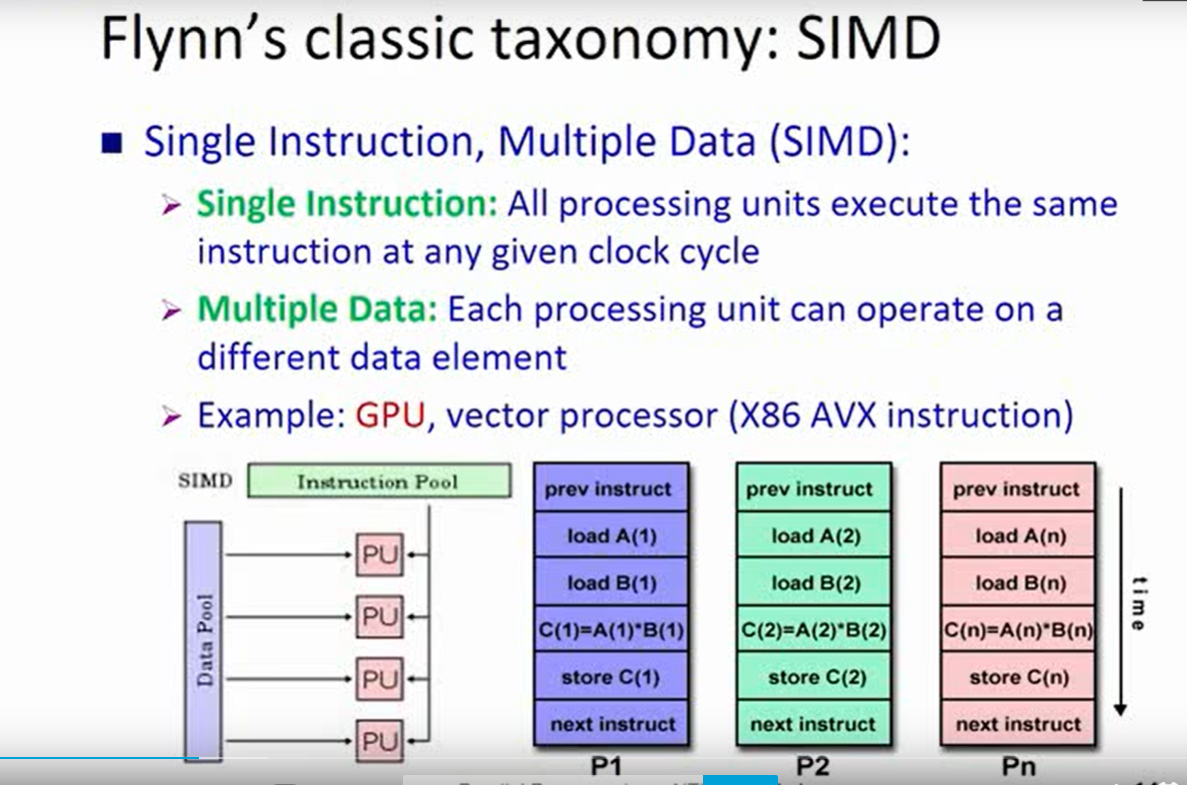 Flynn's classic taxonomy: SIMD
Single Instruction, Multiple Data (SIMD):
Single Instruction: All processing units execute the same
instruction at any given clock cycle
Multiple Data: Each processing unit can operate on a
different data element
Example: GPU, vector processor (X86 AVX instruction)
SIMD
Instruction Pool
Data Pool
PU
PU
PU
PU
prev instruct
load A(1)
load B(1)
C(1)=A(1)*B(1)
store C(1)
next instruct
P1
prev instruct
load A(2)
load B(2)
C(2)=A(2)*B(2)
store C(2)
next instruct
P2
prev instruct
load A(n)
load B(n)
C(n)=A(n)*B(n)
store C(n)
next instruct
Pn
time